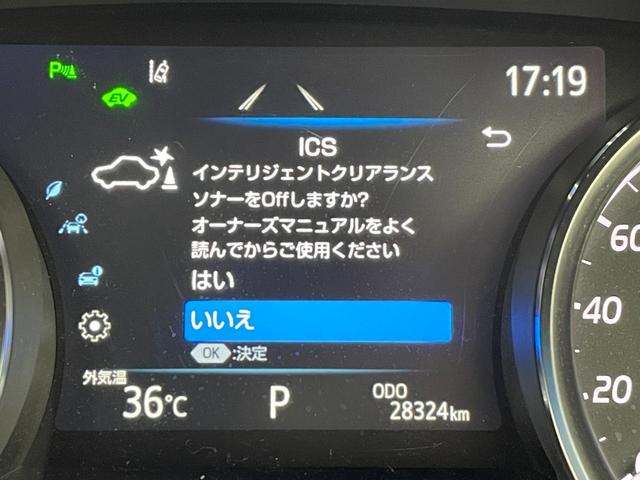 P
EV
17:19
ICS
インテリジェントクリアランス
ソナーをOffしますか?
オーナーズマニュアルをよく
読んでからご使用ください
はい
いいえ
OK :決定
外気温
36℃
P
ODO
28324km
60
40
20